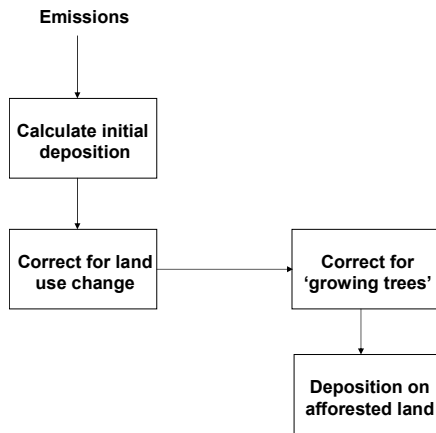 Emissions
Calculate initial
deposition
Correct for land
use change
Correct for
‘growing trees’
Deposition on
afforested land